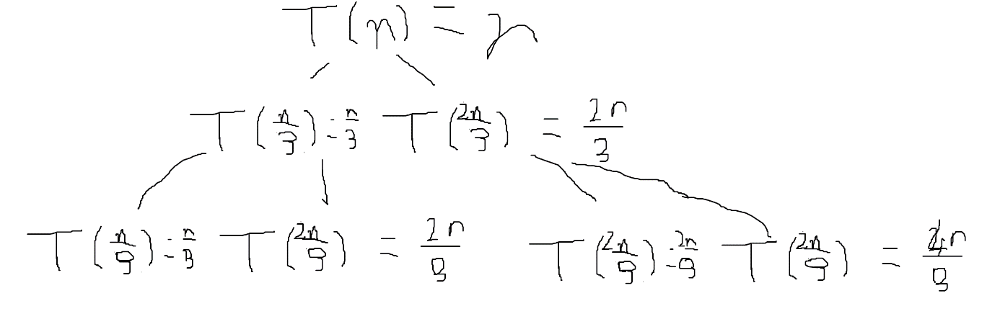 T(n) = n
T(n/3) = n/3 T(2n/3) = 2n/3
T(n/9) = n/9 T(2n/9) = 2n/9 T(2n/9) = 2n/9 T(2n/9) = 4n/9